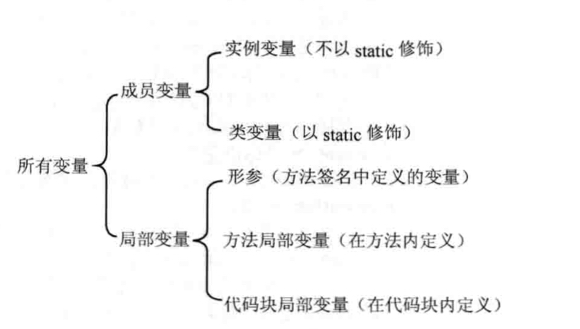 实例变量（不以 static 修饰）
成员变量
类变量（以 static 修饰）
所有变量
形参（方法签名中定义的变量）
局部变量
方法局部变量（在方法内定义）
代码块局部变量（在代码块内定义）